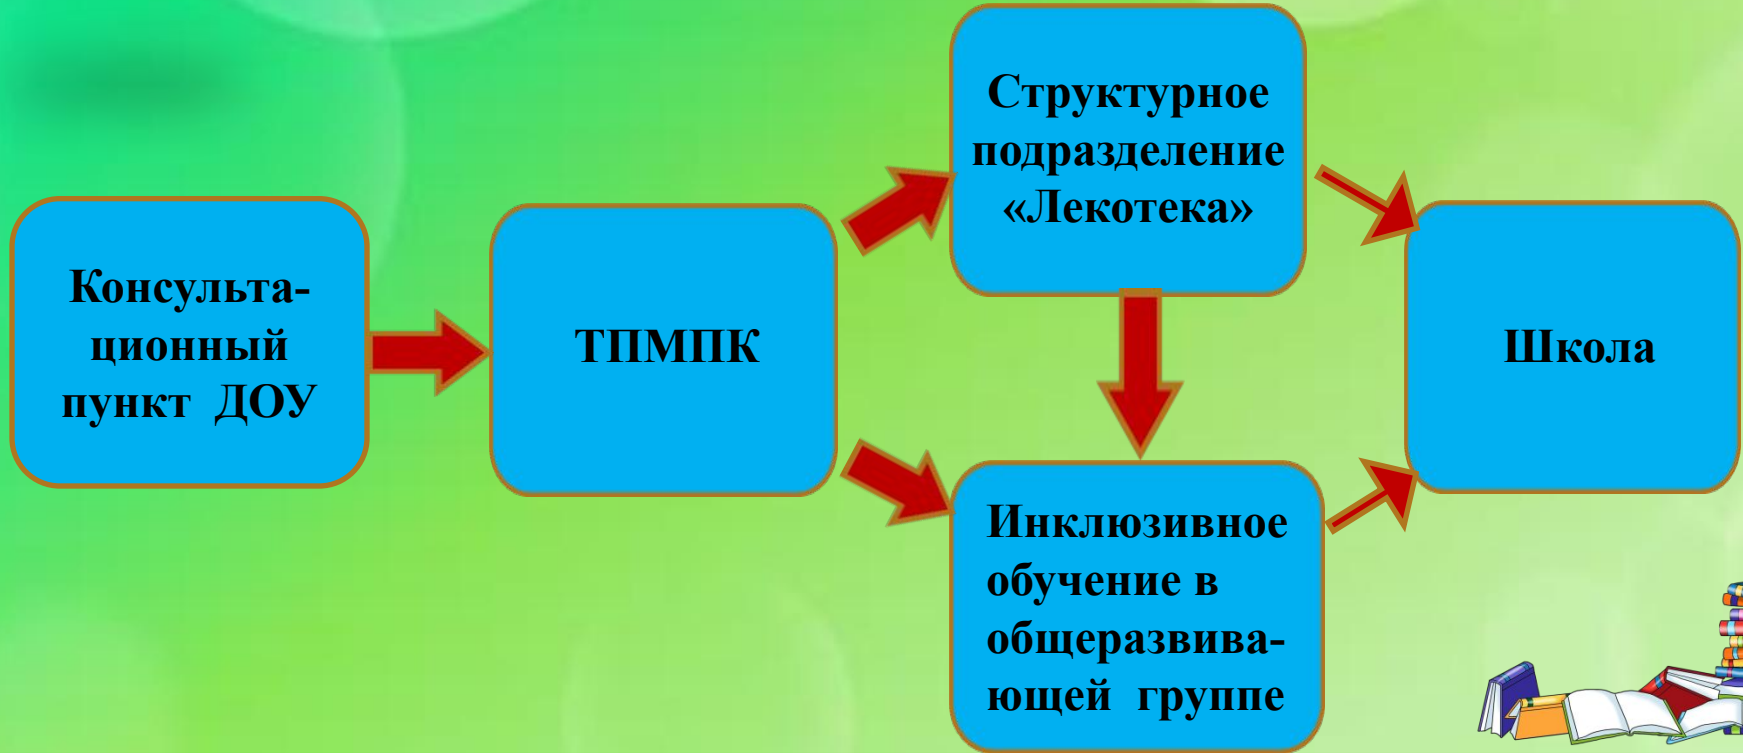 Консульта-
ционный
пункт ДОУ
ТПМПК
Структурное
подразделение
«Лекотека»
Инклюзивное
обучение в
общеразвива-
ющей группе
Школа